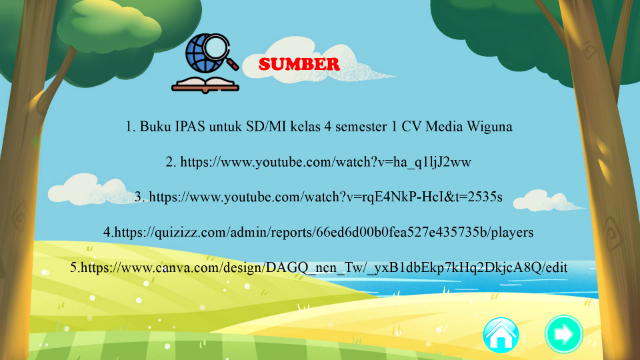 SUMBER
1. Buku IPAS untuk SD/MI kelas 4 semester 1 CV Media Wiguna
2. https://www.youtube.com/watch?v=ha_q1ljJ2ww
3. https://www.youtube.com/watch?v=rqE4NkP-HcI&t=2535s
4.https://quizizz.com/admin/reports/66ed6d00b0fea527e435735b/players
5.https://www.canva.com/design/DAGQ_ncn_Tw/_yxB1dbEkp7kHq2DkjcA8Q/edit